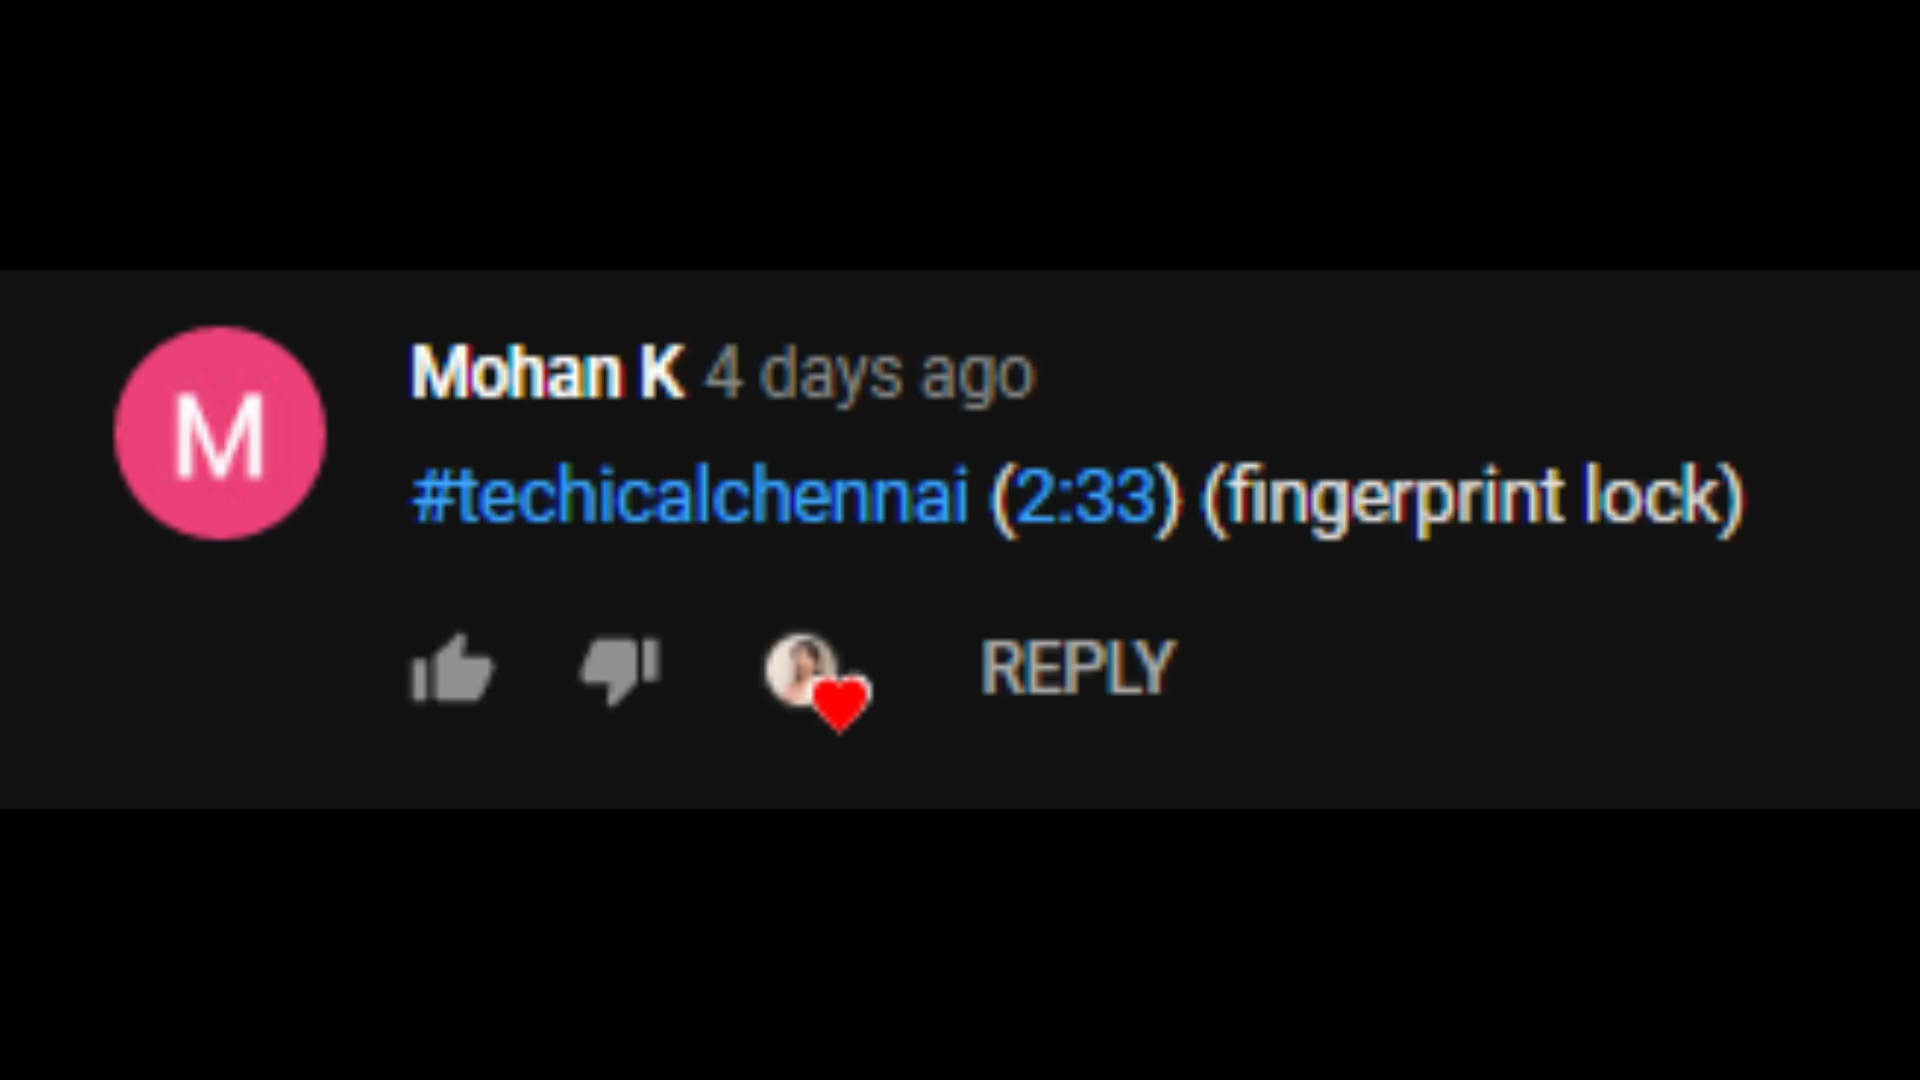 M
Mohan K 4 days ago
#techicalchennai (2:33) (fingerprint lock)
REPLY